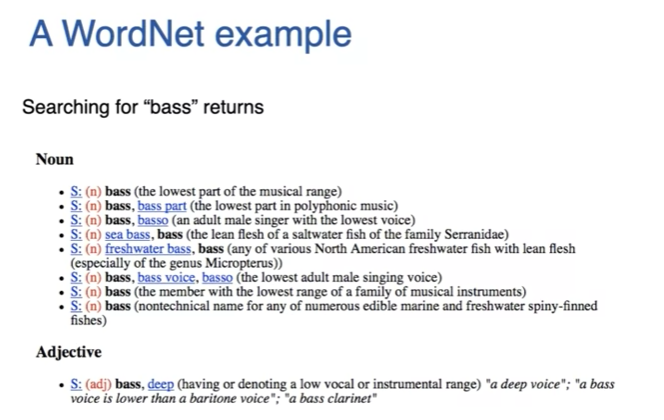 A WordNet example
Searching for “bass” returns
Noun
• S: (n) bass (the lowest part of the musical range)
• S: (n) bass, bass part (the lowest part in polyphonic music)
• S: (n) bass, basso (an adult male singer with the lowest voice)
• S: (n) sea bass, bass (the lean flesh of a saltwater fish of the family Serranidae)
• S: (n) freshwater bass, bass (any of various North American freshwater fish with lean flesh
(especially of the genus Micropterus))
• S: (n) bass, bass voice, basso (the lowest adult male singing voice)
• S: (n) bass (the member with the lowest range of a family of musical instruments)
• S: (n) bass (nontechnical name for any of numerous edible marine and freshwater spiny-finned
fishes)
Adjective
• S: (adj) bass, deep (having or denoting a low vocal or instrumental range) "a deep voice"; "a bass
voice is lower than a baritone voice"; "a bass clarinet"